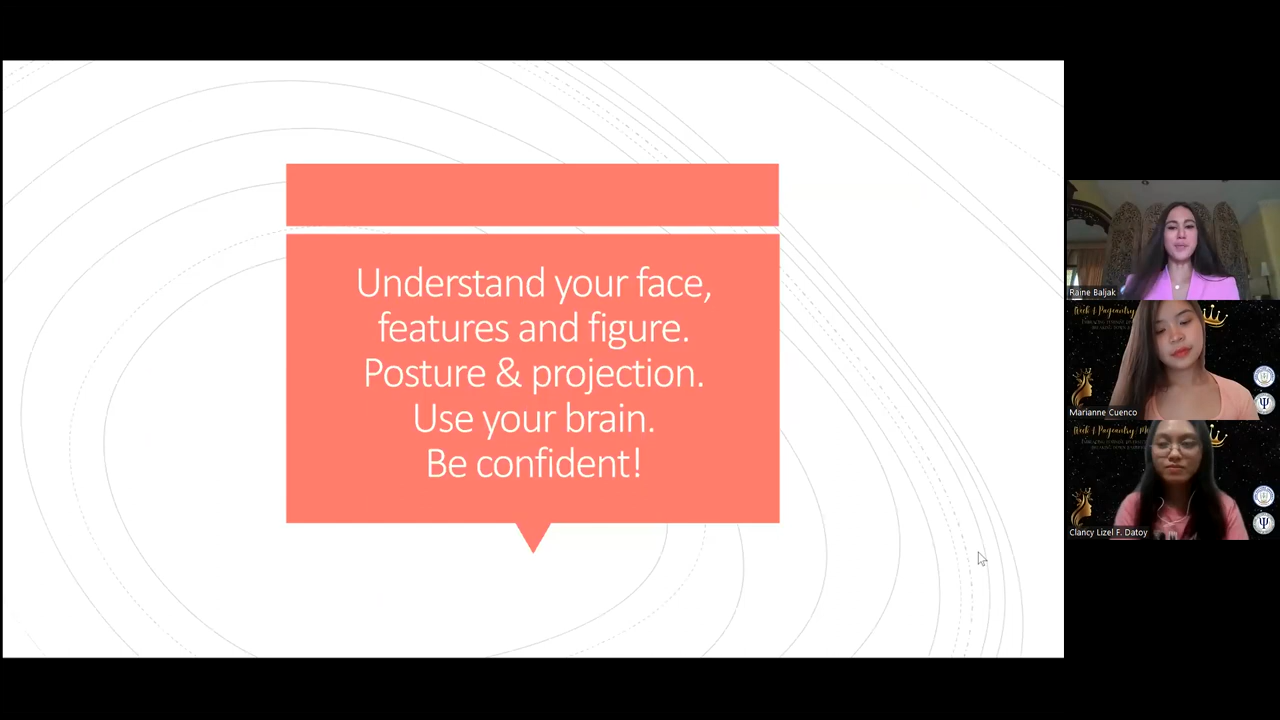 Understand your face,
features and figure.
Posture & projection.
Use your brain.
Be confident!
Raine Baljak
Marianne Cuenco
Clancy Lizel F. Datoy